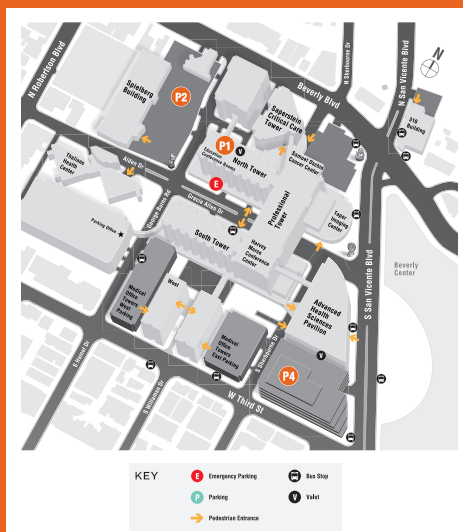 N Robertson Blvd
Beverly Blvd
N Sherbourne Dr
N San Vicente Blvd
N
Spielberg
Building
P2
Saperstein
Critical Care
Tower
310
Building
P1
V
Educational
Conference Rooms
North Tower
Samuel Oschin
Cancer Center
Thalians
Health
Center
Alden Dr
E
Gracie Allen Dr
George Burns Rd
Professional
Tower
Taper
Imaging
Center
Parking Office
South Tower
Harvey
Morse
Conference
Center
Beverly
Center
S San Vicente Blvd
Medical
Office
Towers
West
Parking
West
Advanced
Health
Sciences
Pavilion
Medical
Office
Towers
East Parking
S Sherbourne Dr
V
P4
S Hamel Dr
S Willaman Dr
W Third St
KEY
E Emergency Parking
Bus Stop
P Parking
V Valet
Pedestrian Entrance